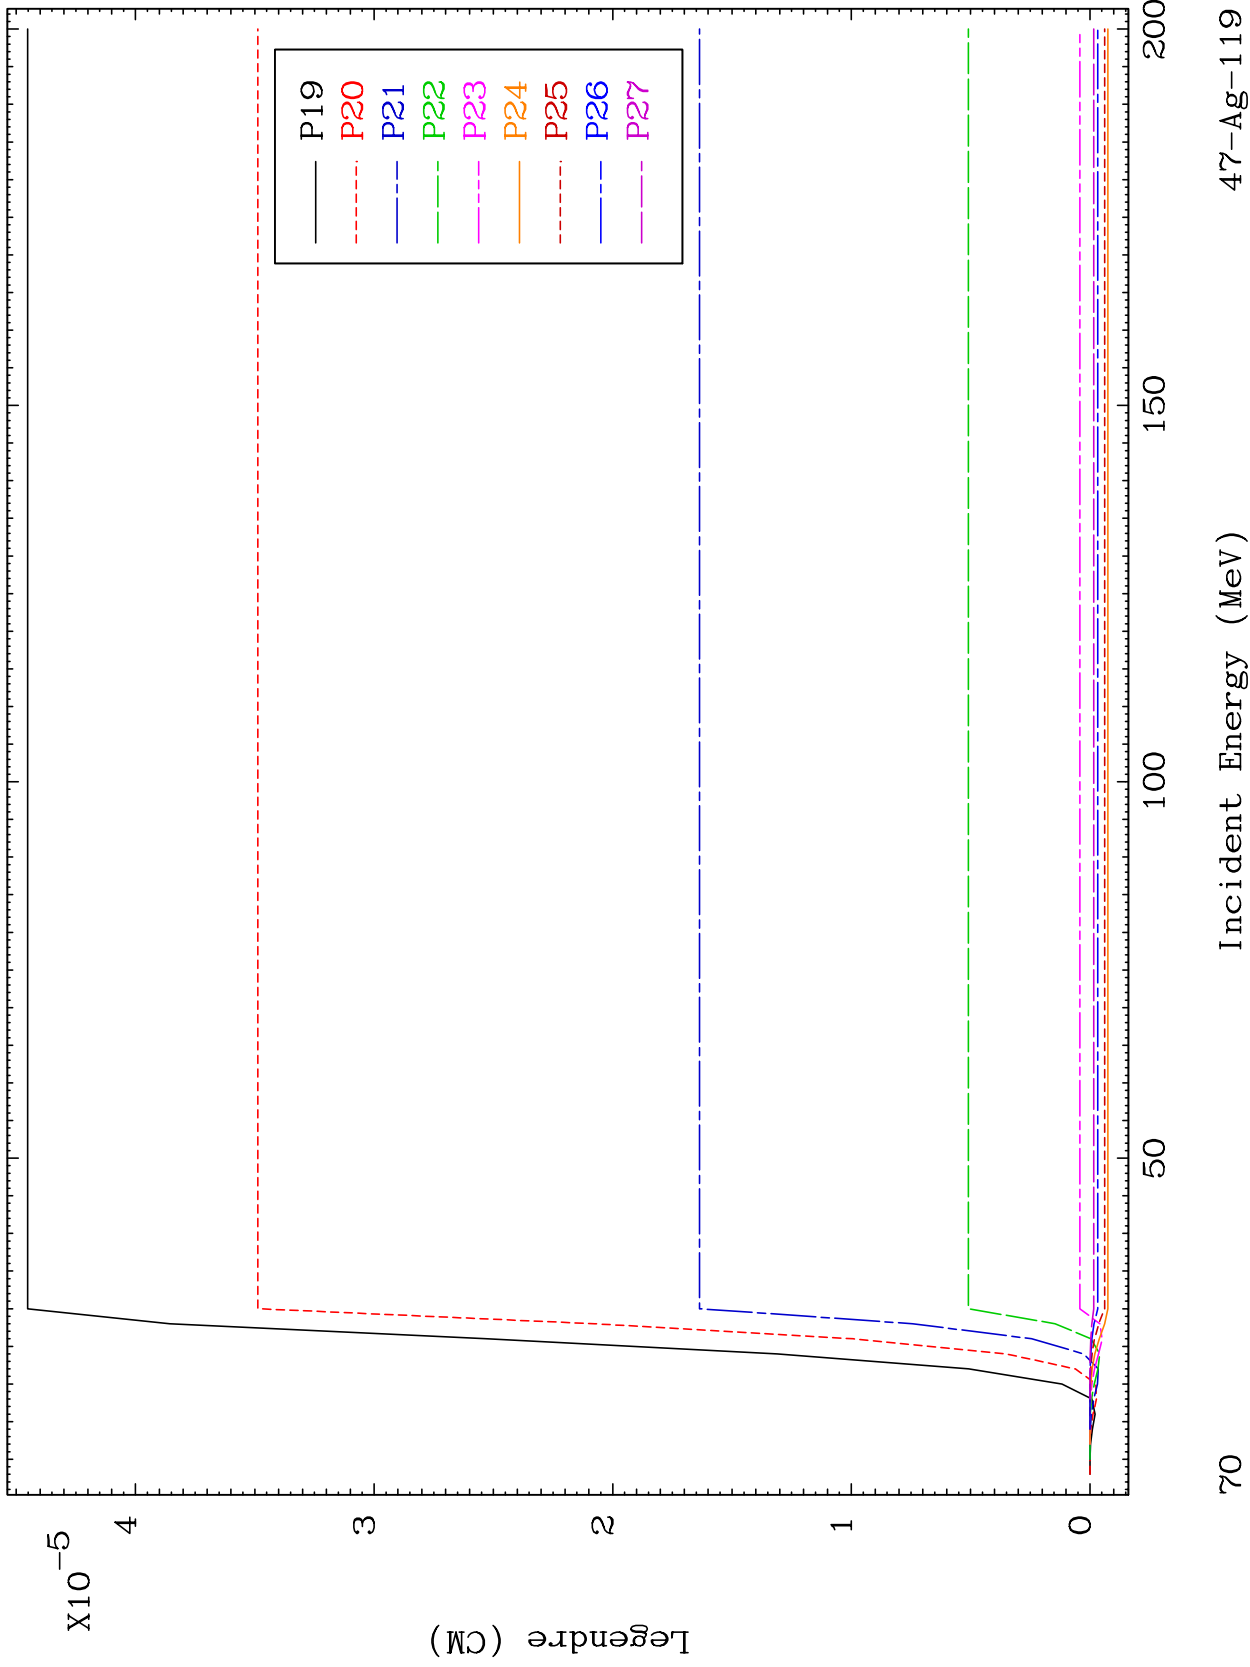 X10
-5
Legendre (CM)
4
3
2
1
0
P19
P20
P21
P22
P23
P24
P25
P26
P27
50
100
150
200
70
Incident Energy (MeV)
47-Ag-119